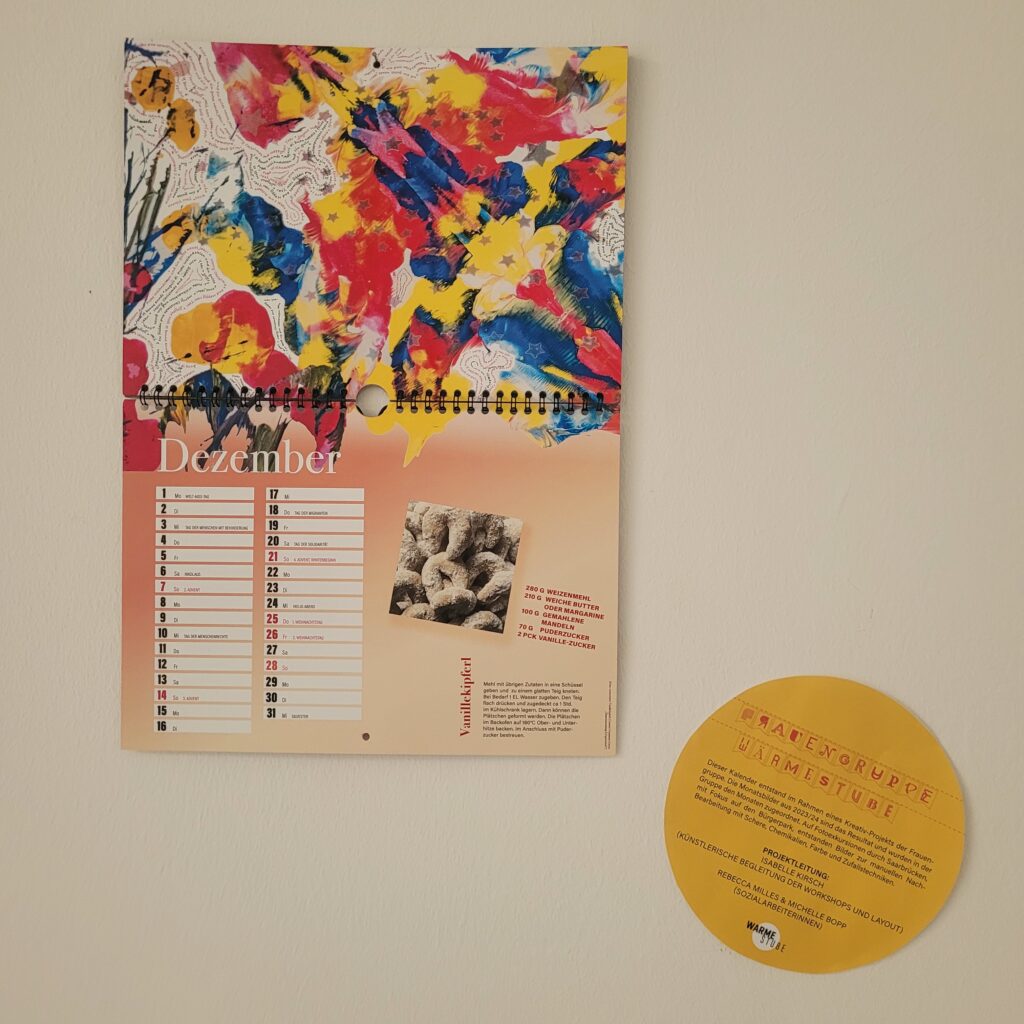 Dezember
1 Mo WELT-AIDS-TAG
2 Di
3 Mi TAG DER MENSCHEN MIT BEHINDERUNG
4 Do
5 Fr
6 Sa NIKOLAUS
7 So 2. ADVENT
8 Mo
9 Di
10 Mi TAG DER MENSCHENRECHTE
11 Do
12 Fr
13 Sa
14 So 3. ADVENT
15 Mo
16 Di
17 Mi
18 Do TAG DER MIGRANTEN
19 Fr
20 Sa TAG DER SOLIDARITÄT
21 So 4. ADVENT, WINTERBEGINN
22 Mo
23 Di
24 Mi HEILIG ABEND
25 Do 1. WEIHNACHTSTAG
26 Fr 2. WEIHNACHTSTAG
27 Sa
28 So
29 Mo
30 Di
31 Mi SILVESTER
280 G WEIZENMEHL
210 G WEICHE BUTTER
ODER MARGARINE
100 G GEMAHLENE
MANDELN
70 G PUDERZUCKER
2 PCK VANILLE-ZUCKER
Vanillekipferl
Mehl mit übrigen Zutaten in eine Schüssel
geben und zu einem glatten Teig kneten.
Bei Bedarf 1 EL Wasser zugeben. Den Teig
flach drücken und zugedeckt ca 1 Std.
im Kühlschrank lagern. Dann können die
Plätzchen geformt werden. Die Plätzchen
im Backofen auf 180°C Ober- und Unter-
hitze backen. Im Anschluss mit Puder-
zucker bestreuen.
FRAUENGRUPPE
WÄRMESTUBE
Dieser Kalender entstand im Rahmen eines Kreativ-Projekts der Frauen-
gruppe. Die Monatsbilder aus 2023/24 sind das Resultat und wurden in der
Gruppe den Monaten zugeordnet. Auf Fotoexkursionen durch Saarbrücken,
mit Fokus auf den Bürgerpark, entstanden Bilder zur manuellen Nach-
Bearbeitung mit Schere, Chemikalien, Farbe und Zufallstechniken.
PROJEKTLEITUNG:
ISABELLE KIRSCH
(KÜNSTLERISCHE BEGLEITUNG DER WORKSHOPS UND LAYOUT)
REBECCA MILLES & MICHELLE BOPP
(SOZIALARBEITERINNEN)
WÄRME
STUBE